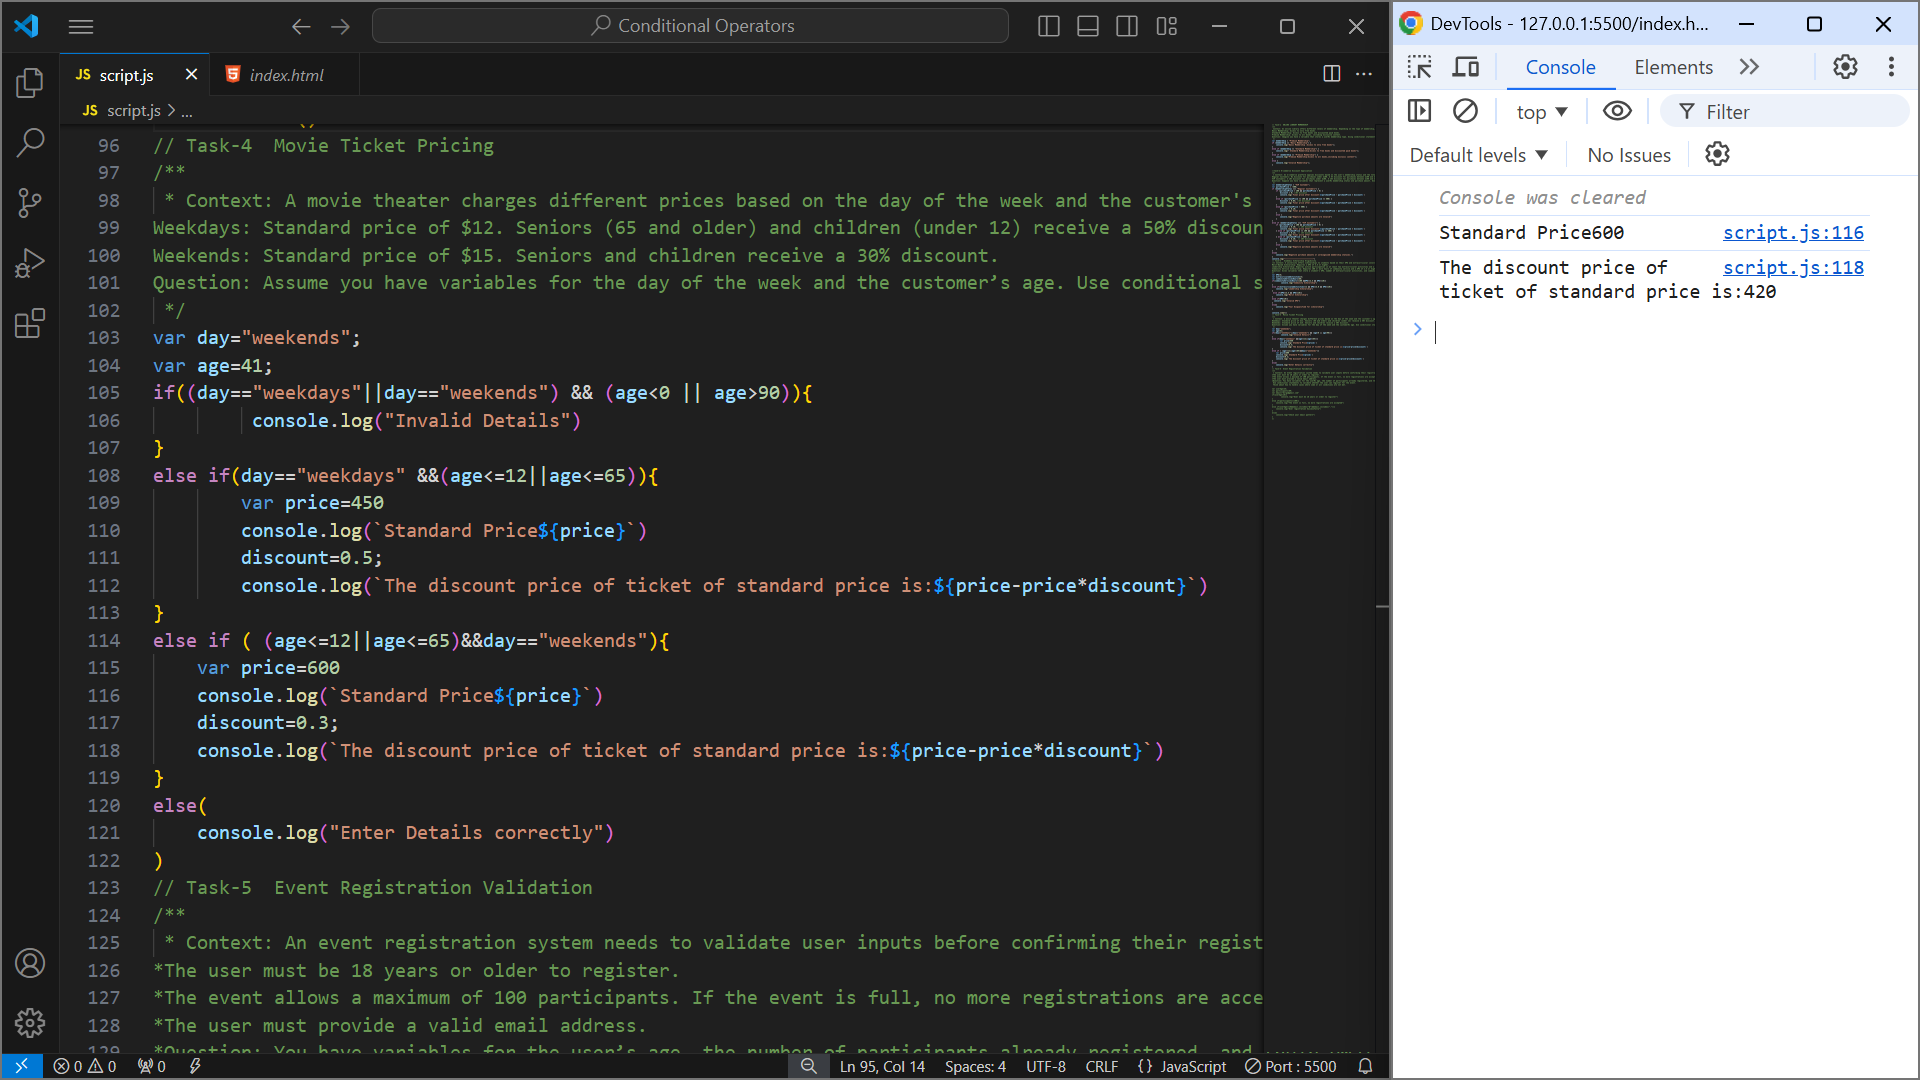 Conditional Operators
JS script.js
index.html
JS script.js > ...
96 // Task-4  Movie Ticket Pricing
97 /**
98  * Context: A movie theater charges different prices based on the day of the week and the customer's
99 Weekdays: Standard price of $12. Seniors (65 and older) and children (under 12) receive a 50% discoun
100 Weekends: Standard price of $15. Seniors and children receive a 30% discount.
101 Question: Assume you have variables for the day of the week and the customer’s age. Use conditional s
102  */
103 var day="weekends";
104 var age=41;
105 if((day=="weekdays"||day=="weekends") && (age<0 || age>90)){
106          console.log("Invalid Details")
107 }
108 else if(day=="weekdays" &&(age<=12||age<=65)){
109         var price=450
110         console.log(`Standard Price${price}`)
111         discount=0.5;
112         console.log(`The discount price of ticket of standard price is:${price-price*discount}`)
113 }
114 else if ( (age<=12||age<=65)&&day=="weekends"){
115     var price=600
116     console.log(`Standard Price${price}`)
117     discount=0.3;
118     console.log(`The discount price of ticket of standard price is:${price-price*discount}`)
119 }
120 else(
121     console.log("Enter Details correctly")
122 )
123 // Task-5  Event Registration Validation
124 /**
125  * Context: An event registration system needs to validate user inputs before confirming their regist
126 *The user must be 18 years or older to register.
127 *The event allows a maximum of 100 participants. If the event is full, no more registrations are acce
128 *The user must provide a valid email address.
129 *Question: You have variables for the user’s age, the number of participants already registered, and
0 0 0 Ln 95, Col 14 Spaces: 4 UTF-8 CRLF {} JavaScript Port : 5500
DevTools - 127.0.0.1:5500/index.h...
Console Elements
top Filter
Default levels No Issues
Console was cleared
Standard Price600 script.js:116
The discount price of script.js:118
ticket of standard price is:420